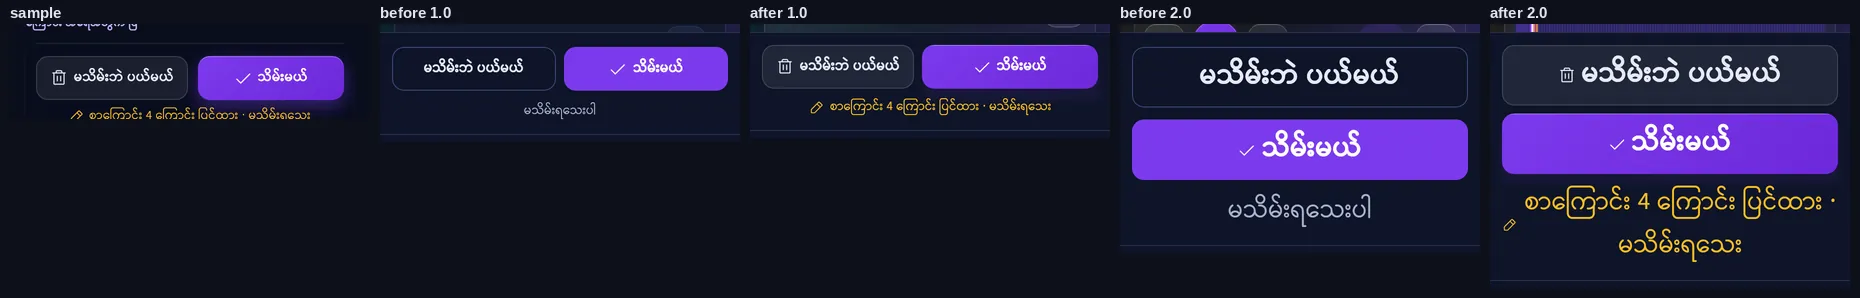 sample
before 1.0
after 1.0
before 2.0
after 2.0
မသိမ်းဘဲ ပယ်မယ်
သိမ်းမယ်
စာကြောင်း 4 ကြောင်း ပြင်ထား · မသိမ်းရသေး
မသိမ်းဘဲ ပယ်မယ်
သိမ်းမယ်
မသိမ်းရသေးပါ
မသိမ်းဘဲ ပယ်မယ်
သိမ်းမယ်
စာကြောင်း 4 ကြောင်း ပြင်ထား · မသိမ်းရသေး
မသိမ်းဘဲ ပယ်မယ်
သိမ်းမယ်
မသိမ်းရသေးပါ
မသိမ်းဘဲ ပယ်မယ်
သိမ်းမယ်
စာကြောင်း 4 ကြောင်း ပြင်ထား ·
မသိမ်းရသေး